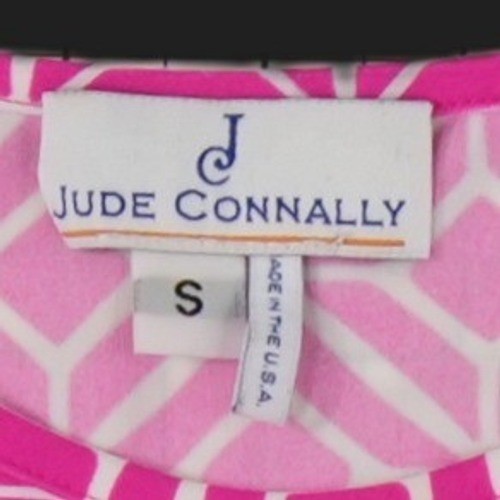 JC
JUDE CONNALLY
S
MADE IN THE U.S.A.